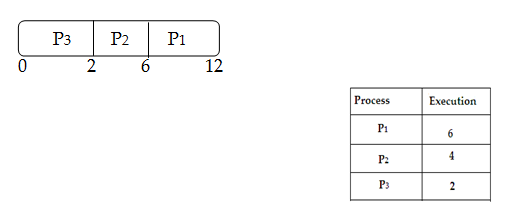 P3 P2 P1
0 2 6 12
Process Execution
P1 6
P2 4
P3 2